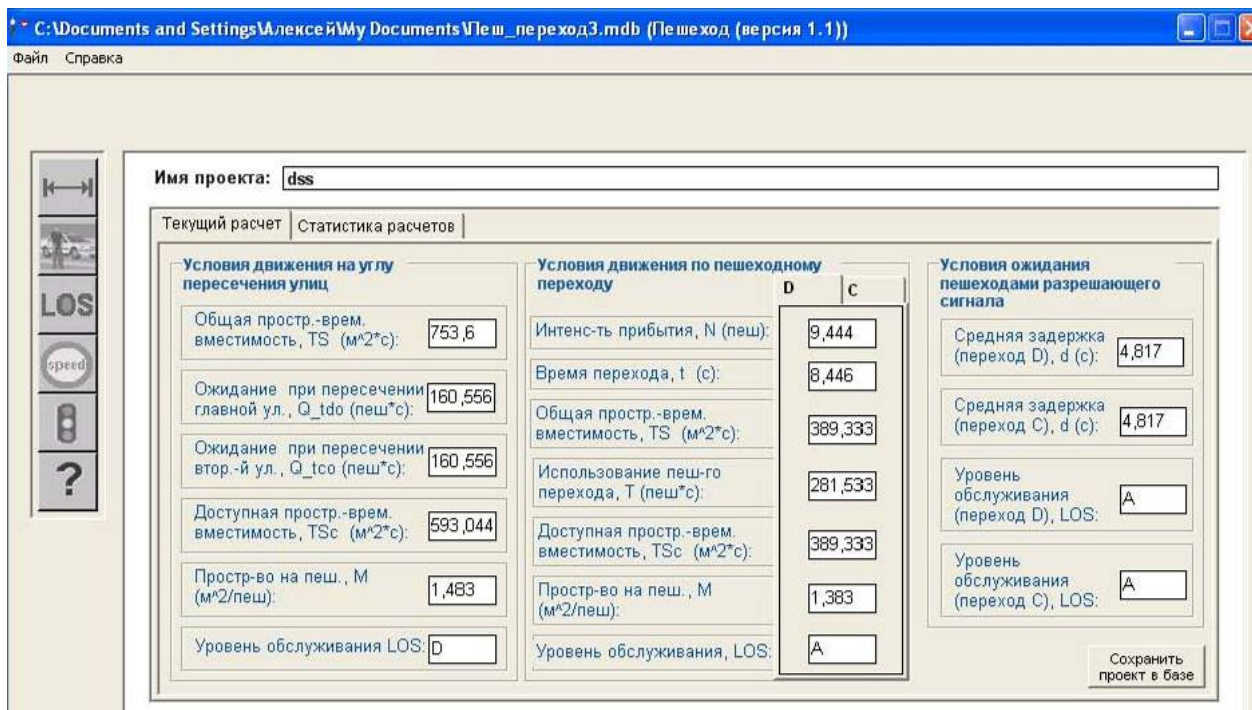 C:\Documents and Settings\Алексей\My Documents\Пеш_переход3.mdb (Пешеход (версия 1.1))
Файл Справка
Имя проекта: dss
Текущий расчет Статистика расчетов
Условия движения на углу
пересечения улиц
Общая простр.-врем.
вместимость, TS (м^2*с): 753,6
Ожидание при пересечении
главной ул., Q_tdo (пеш*с): 160,556
Ожидание при пересечении
втор.-й ул., Q_tco (пеш*с): 160,556
Доступная простр.-врем.
вместимость, TSc (м^2*с): 593,044
Простр-во на пеш., М
(м^2/пеш): 1,483
Уровень обслуживания LOS: D
Условия движения по пешеходному
переходу
D C
Интенс-ть прибытия, N (пеш): 9,444
Время перехода, t (с): 8,446
Общая простр.-врем.
вместимость, TS (м^2*с): 389,333
Использование пеш-го
перехода, Т (пеш*с): 281,533
Доступная простр.-врем.
вместимость, TSc (м^2*с): 389,333
Простр-во на пеш., М
(м^2/пеш): 1,383
Уровень обслуживания, LOS: A
Условия ожидания
пешеходами разрешающего
сигнала
Средняя задержка
(переход D), d (с): 4,817
Средняя задержка
(переход C), d (с): 4,817
Уровень
обслуживания
(переход D), LOS: A
Уровень
обслуживания
(переход C), LOS: A
Сохранить
проект в базе
LOS
speed
?